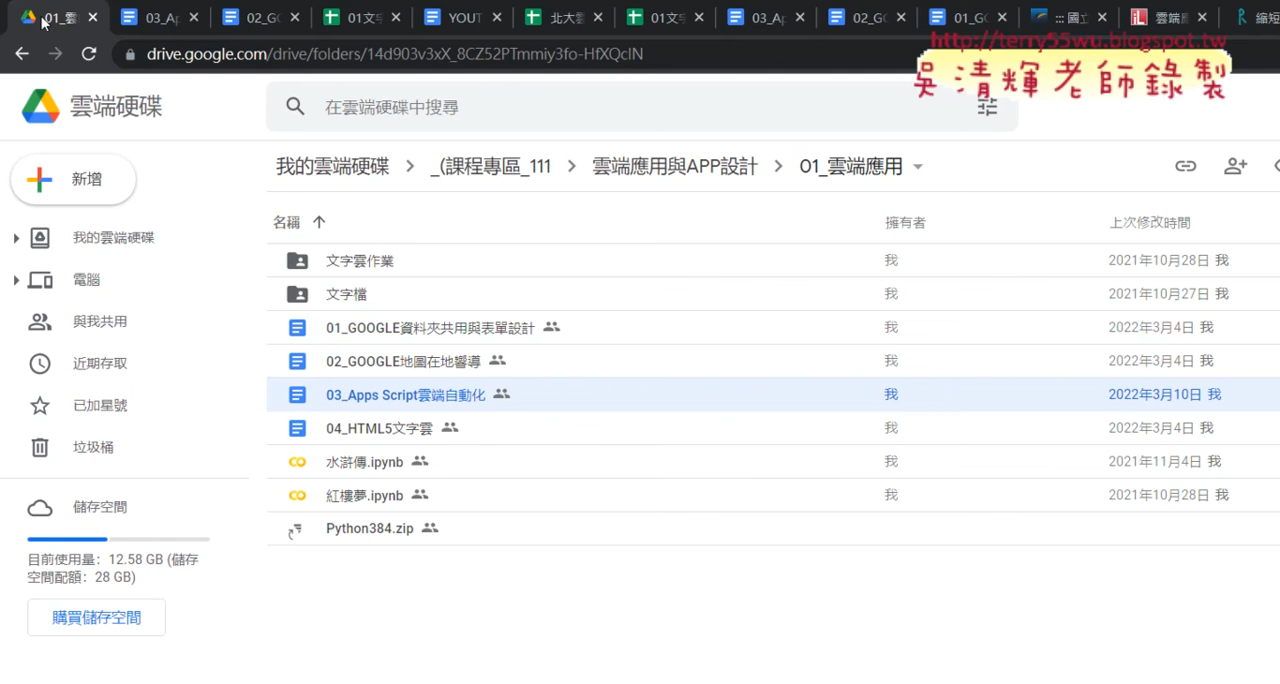 01_雲
03_Ap
02_GO
01文字
YOUT
北大雲
01文字
03_Ap
02_GO
01_GO
::: 國立
雲端應
縮短
drive.google.com/drive/folders/14d903v3xX_8CZ52PTmmiy3fo-HfXQclN
http://terry55wu.blogspot.tw
吳清輝老師錄製
雲端硬碟
在雲端硬碟中搜尋
新增
我的雲端硬碟
電腦
與我共用
近期存取
已加星號
垃圾桶
儲存空間
目前使用量：12.58 GB (儲存
空間配額：28 GB)
購買儲存空間
我的雲端硬碟 > _(課程專區_111 > 雲端應用與APP設計 > 01_雲端應用
名稱 擁有者 上次修改時間
文字雲作業 我 2021年10月28日 我
文字檔 我 2021年10月27日 我
01_GOOGLE資料夾共用與表單設計 我 2022年3月4日 我
02_GOOGLE地圖在地響導 我 2022年3月4日 我
03_Apps Script雲端自動化 我 2022年3月10日 我
04_HTML5文字雲 我 2022年3月4日 我
水滸傳.ipynb 我 2021年11月4日 我
紅樓夢.ipynb 我 2021年10月28日 我
Python384.zip